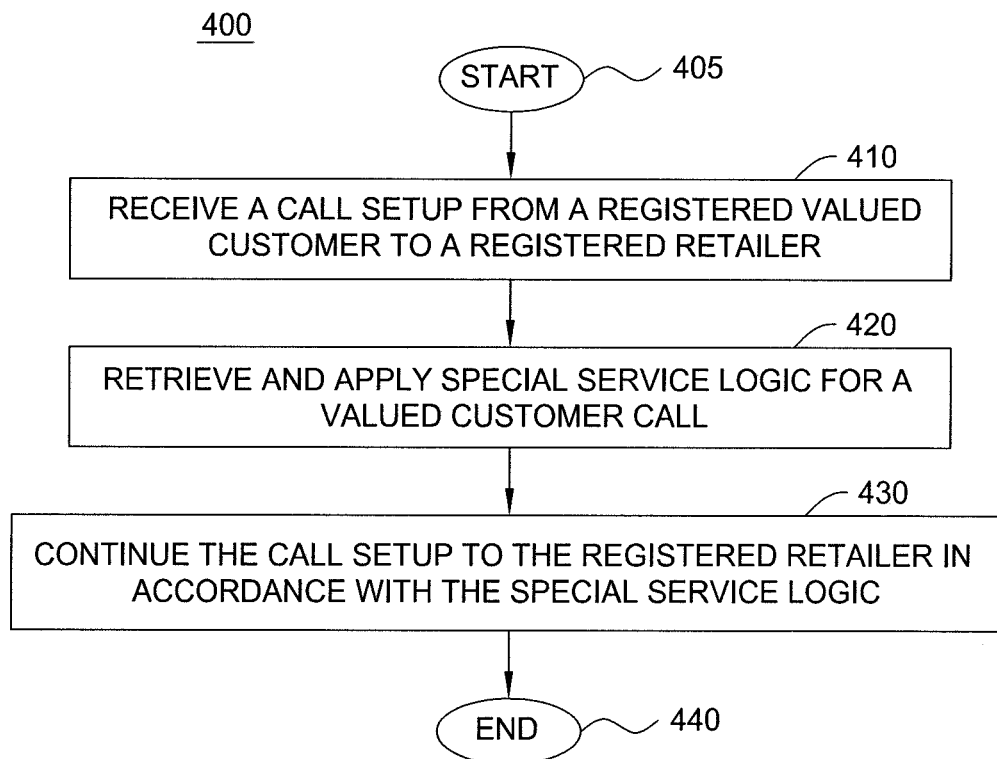 400
START
405
410
RECEIVE A CALL SETUP FROM A REGISTERED VALUED
CUSTOMER TO A REGISTERED RETAILER
420
RETRIEVE AND APPLY SPECIAL SERVICE LOGIC FOR A
VALUED CUSTOMER CALL
430
CONTINUE THE CALL SETUP TO THE REGISTERED RETAILER IN
ACCORDANCE WITH THE SPECIAL SERVICE LOGIC
END
440